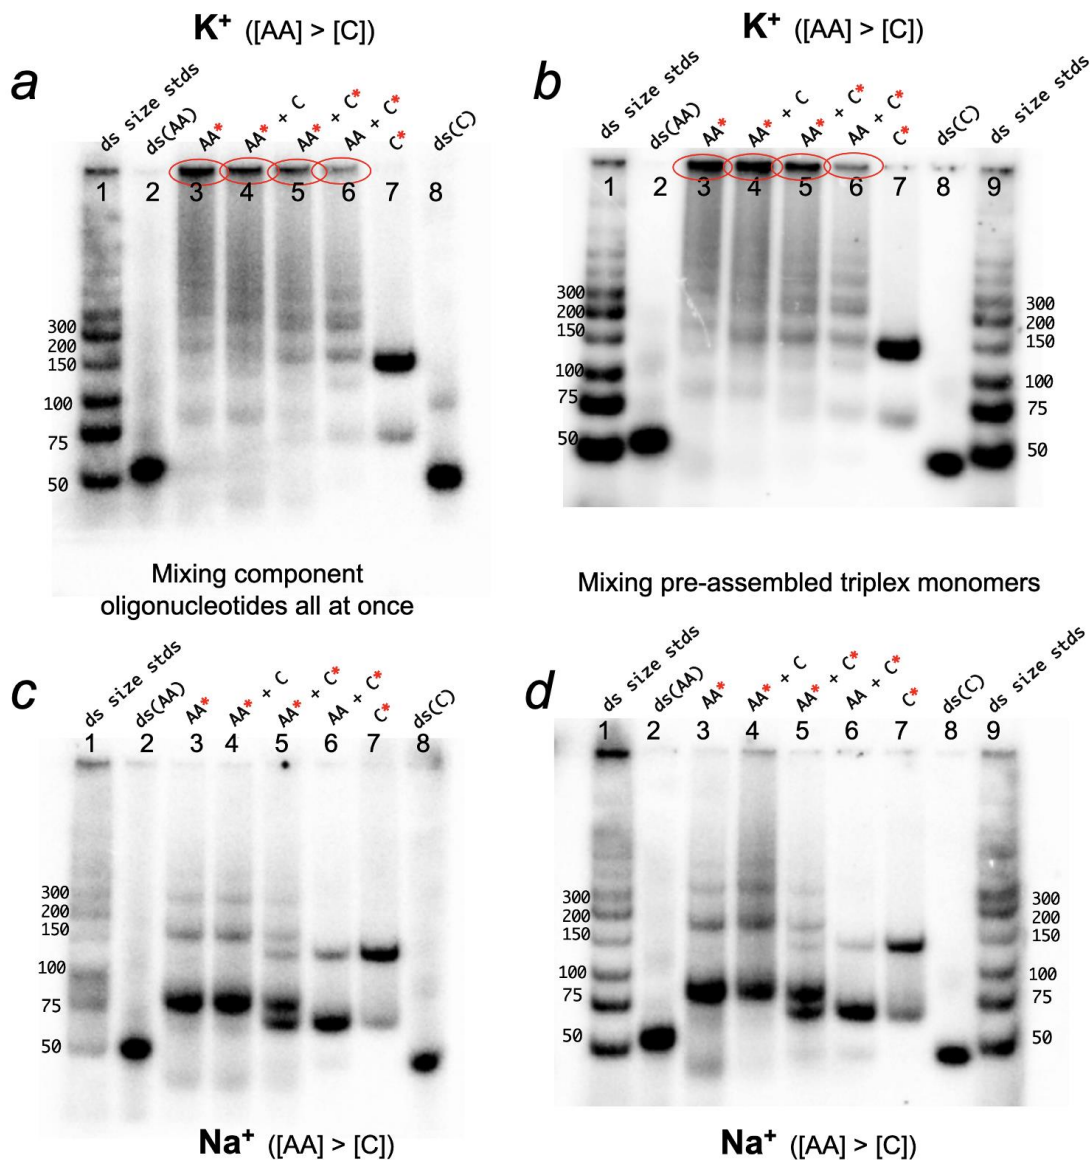 K⁺ ([AA] > [C])
K⁺ ([AA] > [C])
a
ds size stds
ds(AA)
AA*
AA* + C
AA* + C*
AA + C*
C*
ds(C)
1 2 3 4 5 6 7 8
300
200
150
100
75
50
b
ds size stds
ds(AA)
AA*
AA* + C
AA* + C*
AA + C*
C*
ds(C)
ds size stds
1 2 3 4 5 6 7 8 9
300
200
150
100
75
50
300
200
150
100
75
50
Mixing component
oligonucleotides all at once
Mixing pre-assembled triplex monomers
c
ds size stds
ds(AA)
AA*
AA* + C
AA* + C*
AA + C*
C*
ds(C)
1 2 3 4 5 6 7 8
300
200
150
100
75
50
d
ds size stds
ds(AA)
AA*
AA* + C
AA* + C*
AA + C*
C*
ds(C)
ds size stds
1 2 3 4 5 6 7 8 9
300
200
150
100
75
50
300
200
150
100
75
50
Na⁺ ([AA] > [C])
Na⁺ ([AA] > [C])